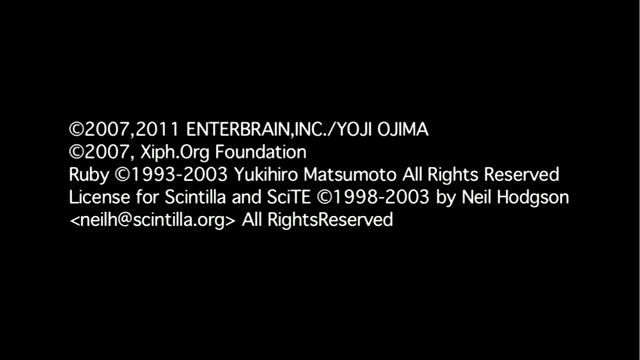 ©2007,2011 ENTERBRAIN,INC./YOJI OJIMA
©2007, Xiph.Org Foundation
Ruby ©1993-2003 Yukihiro Matsumoto All Rights Reserved
License for Scintilla and SciTE ©1998-2003 by Neil Hodgson
<neilh@scintilla.org> All RightsReserved